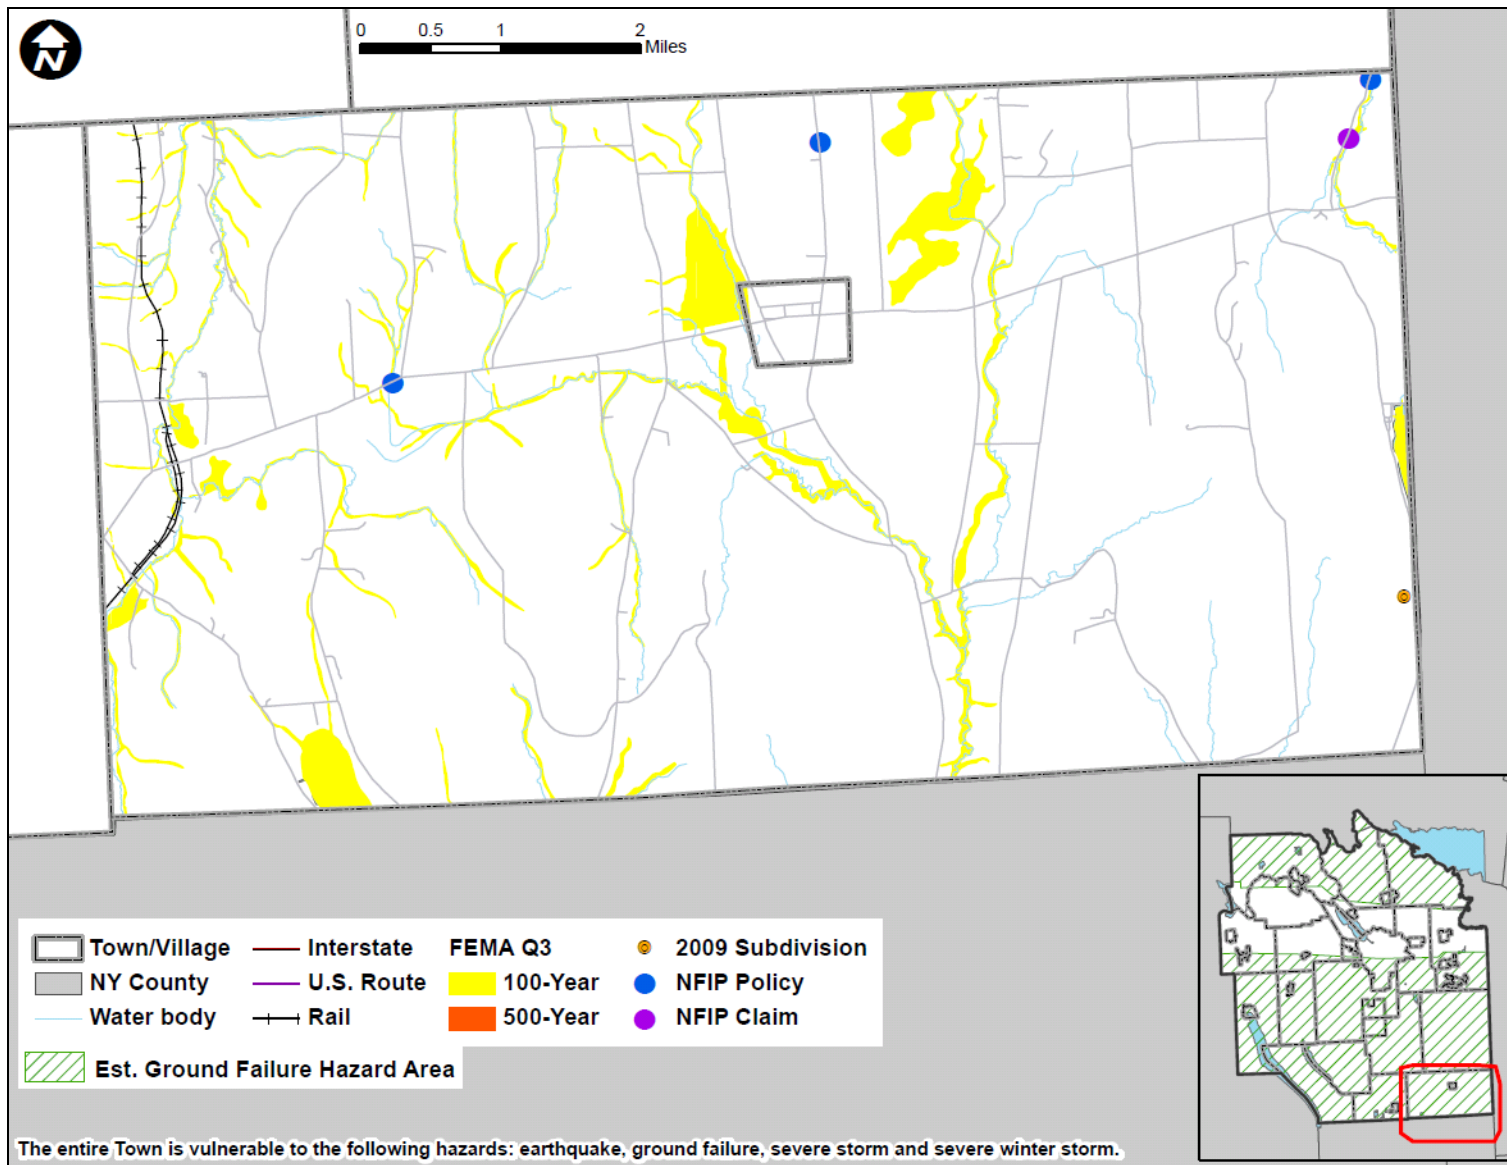 N
0 0.5 1 2
Miles
Town/Village Interstate FEMA Q3 2009 Subdivision
NY County U.S. Route 100-Year NFIP Policy
Water body Rail 500-Year NFIP Claim
Est. Ground Failure Hazard Area
The entire Town is vulnerable to the following hazards: earthquake, ground failure, severe storm and severe winter storm.